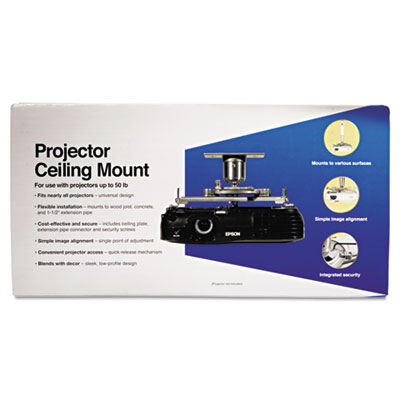 Projector
Ceiling Mount
For use with projectors up to 50 lb
• Fits nearly all projectors – universal design
• Flexible installation – mounts to wood joist, concrete,
and 1-1/2" extension pipe
• Cost-effective and secure – includes ceiling plate,
extension pipe connector and security screws
• Simple image alignment – single point of adjustment
• Convenient projector access – quick-release mechanism
• Blends with decor – sleek, low-profile design
EPSON
Mounts to various surfaces
Simple image alignment
Integrated security
(Projector not included)